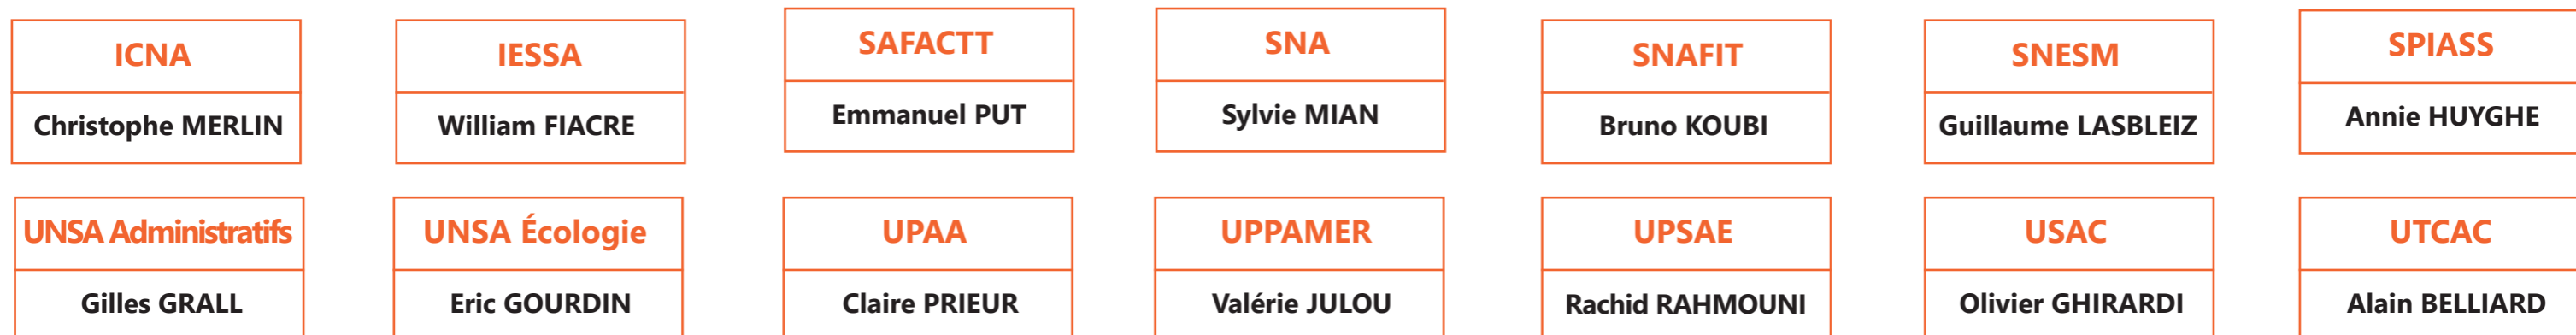 ICNA
Christophe MERLIN
IESSA
William FIACRE
SAFACTT
Emmanuel PUT
SNA
Sylvie MIAN
SNAFIT
Bruno KOUBI
SNESM
Guillaume LASBLEIZ
SPIASS
Annie HUYGHE
UNSA Administratifs
Gilles GRALL
UNSA Écologie
Eric GOURDIN
UPAA
Claire PRIEUR
UPPAMER
Valérie JULOU
UPSAE
Rachid RAHMOUNI
USAC
Olivier GHIRARDI
UTCAC
Alain BELLIARD